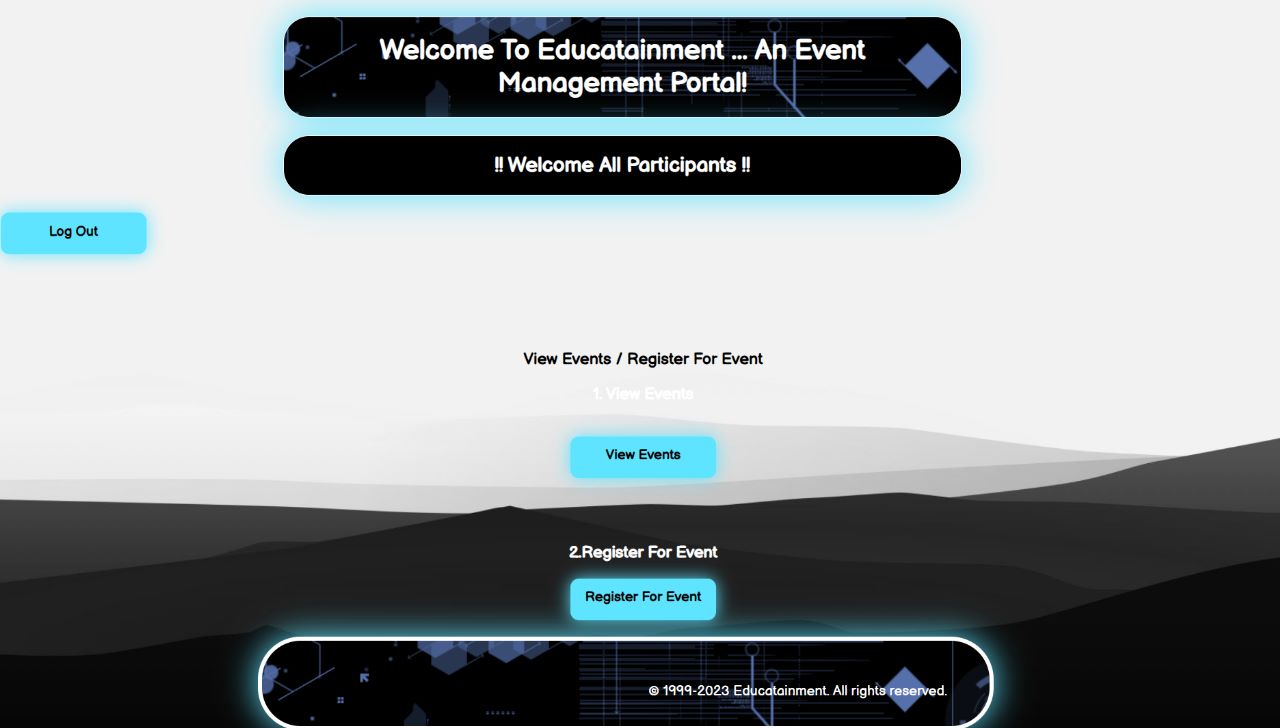 Welcome To Educatainment ... An Event
Management Portal!
!! Welcome All Participants !!
Log Out
View Events / Register For Event
1. View Events
View Events
2.Register For Event
Register For Event
© 1999-2023 Educatainment. All rights reserved.